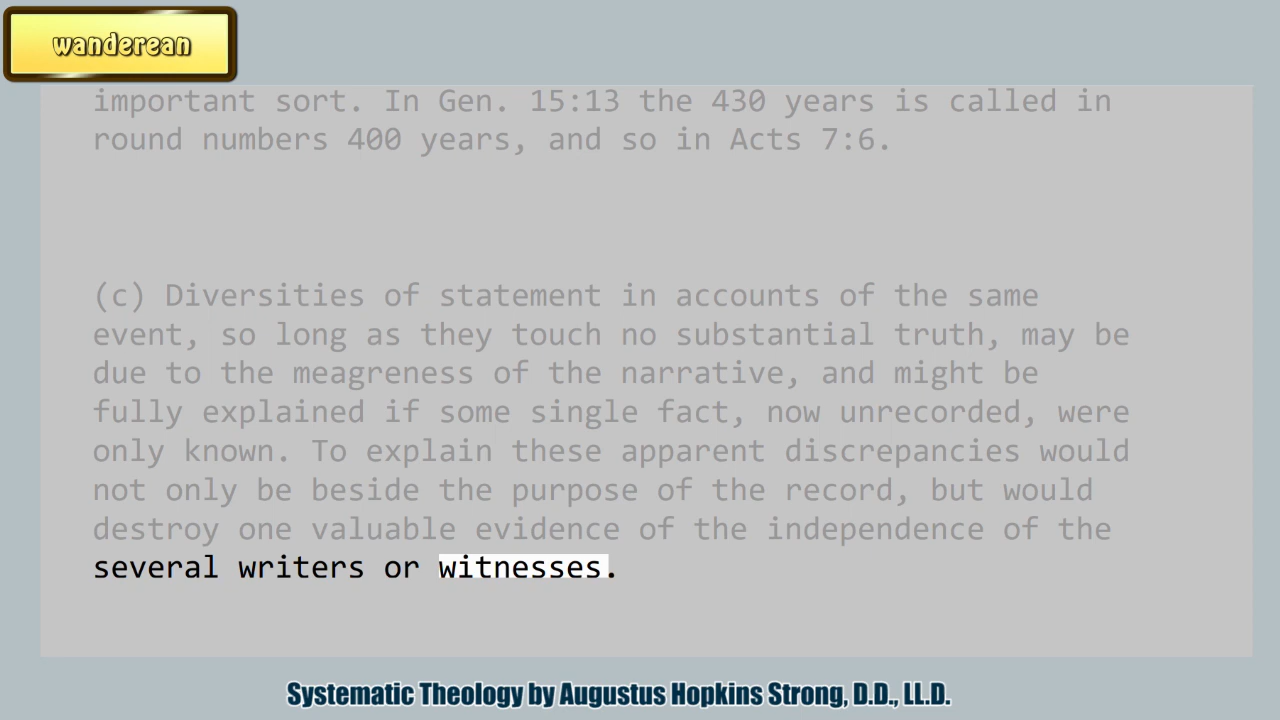 wanderean
important sort. In Gen. 15:13 the 430 years is called in
round numbers 400 years, and so in Acts 7:6.
(c) Diversities of statement in accounts of the same
event, so long as they touch no substantial truth, may be
due to the meagreness of the narrative, and might be
fully explained if some single fact, now unrecorded, were
only known. To explain these apparent discrepancies would
not only be beside the purpose of the record, but would
destroy one valuable evidence of the independence of the
several writers or witnesses.
Systematic Theology by Augustus Hopkins Strong, D.D., LL.D.